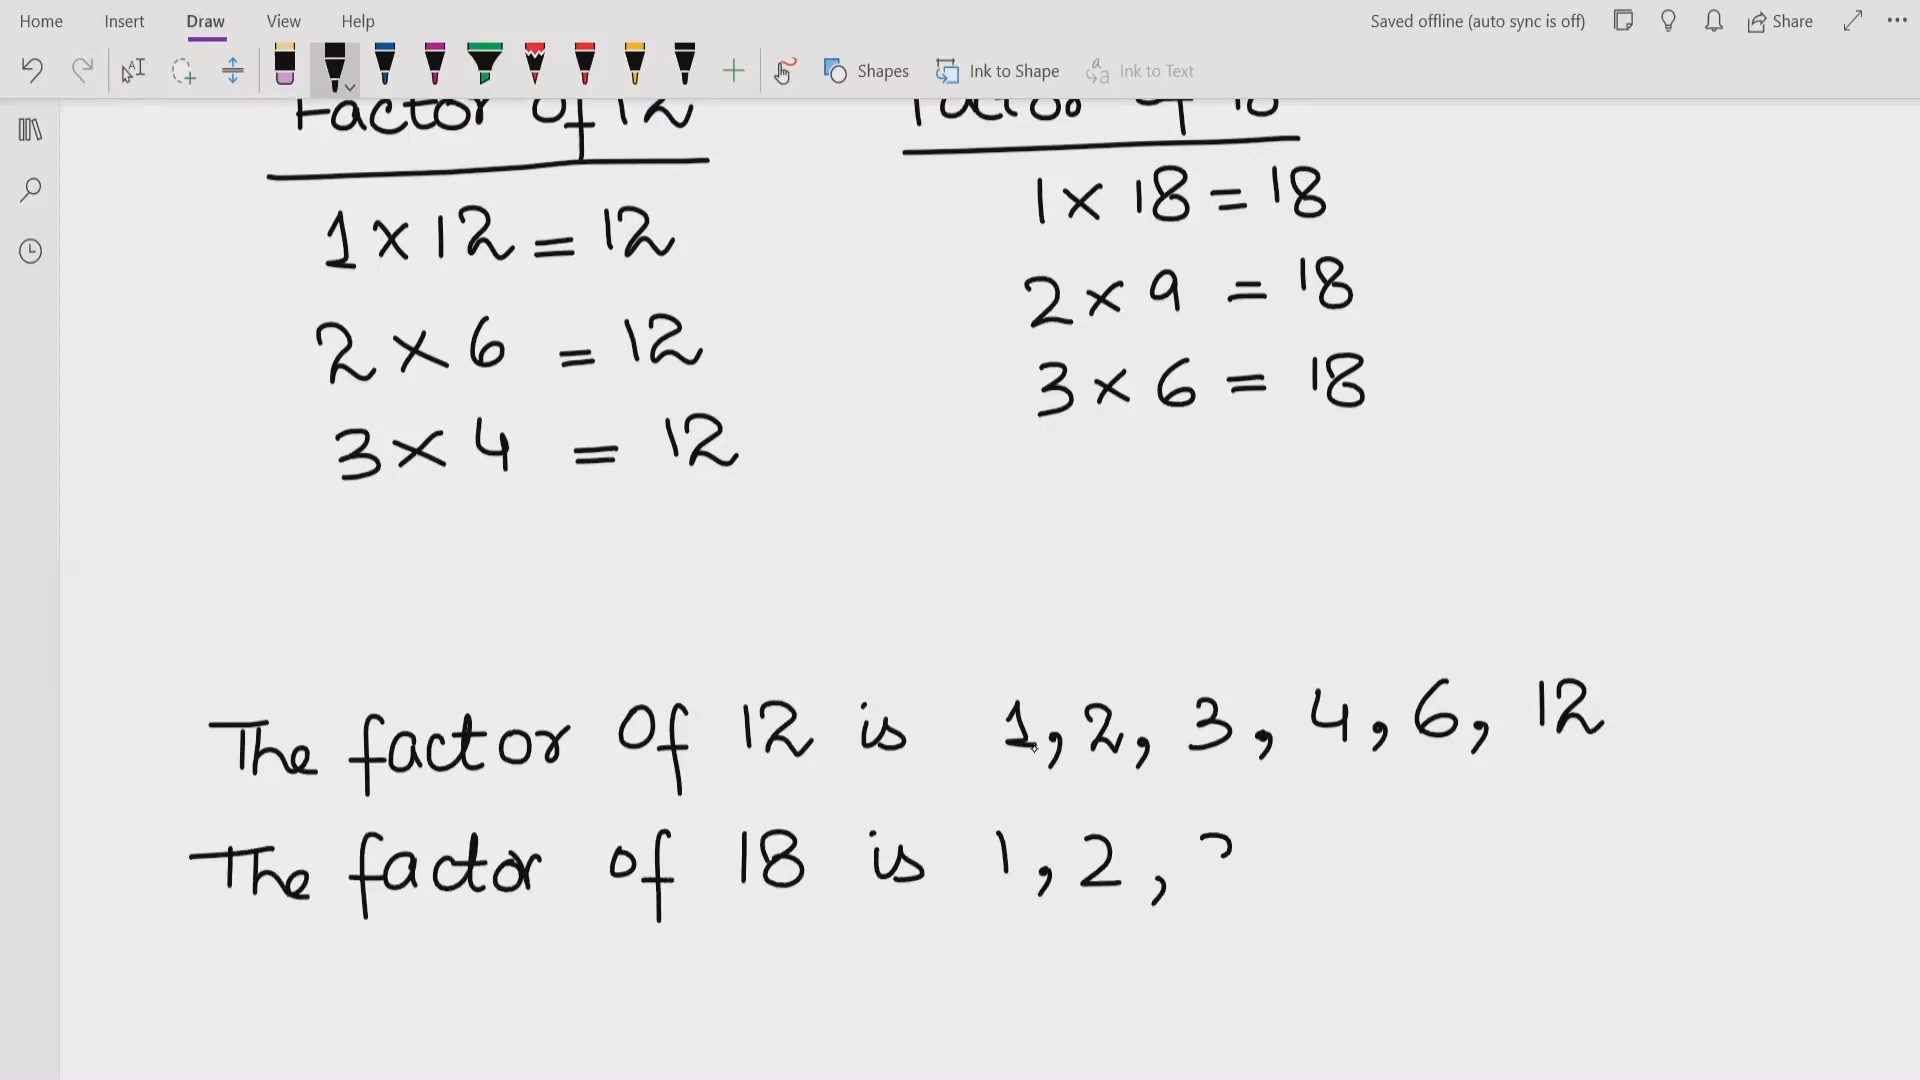 Home Insert Draw View Help Saved offline (auto sync is off) Share
Shapes Ink to Shape Ink to Text
Factor of 12
1 × 12 = 12
2 × 6 = 12
3 × 4 = 12
Factor of 18
1 × 18 = 18
2 × 9 = 18
3 × 6 = 18
The factor of 12 is 1, 2, 3, 4, 6, 12
The factor of 18 is 1, 2,